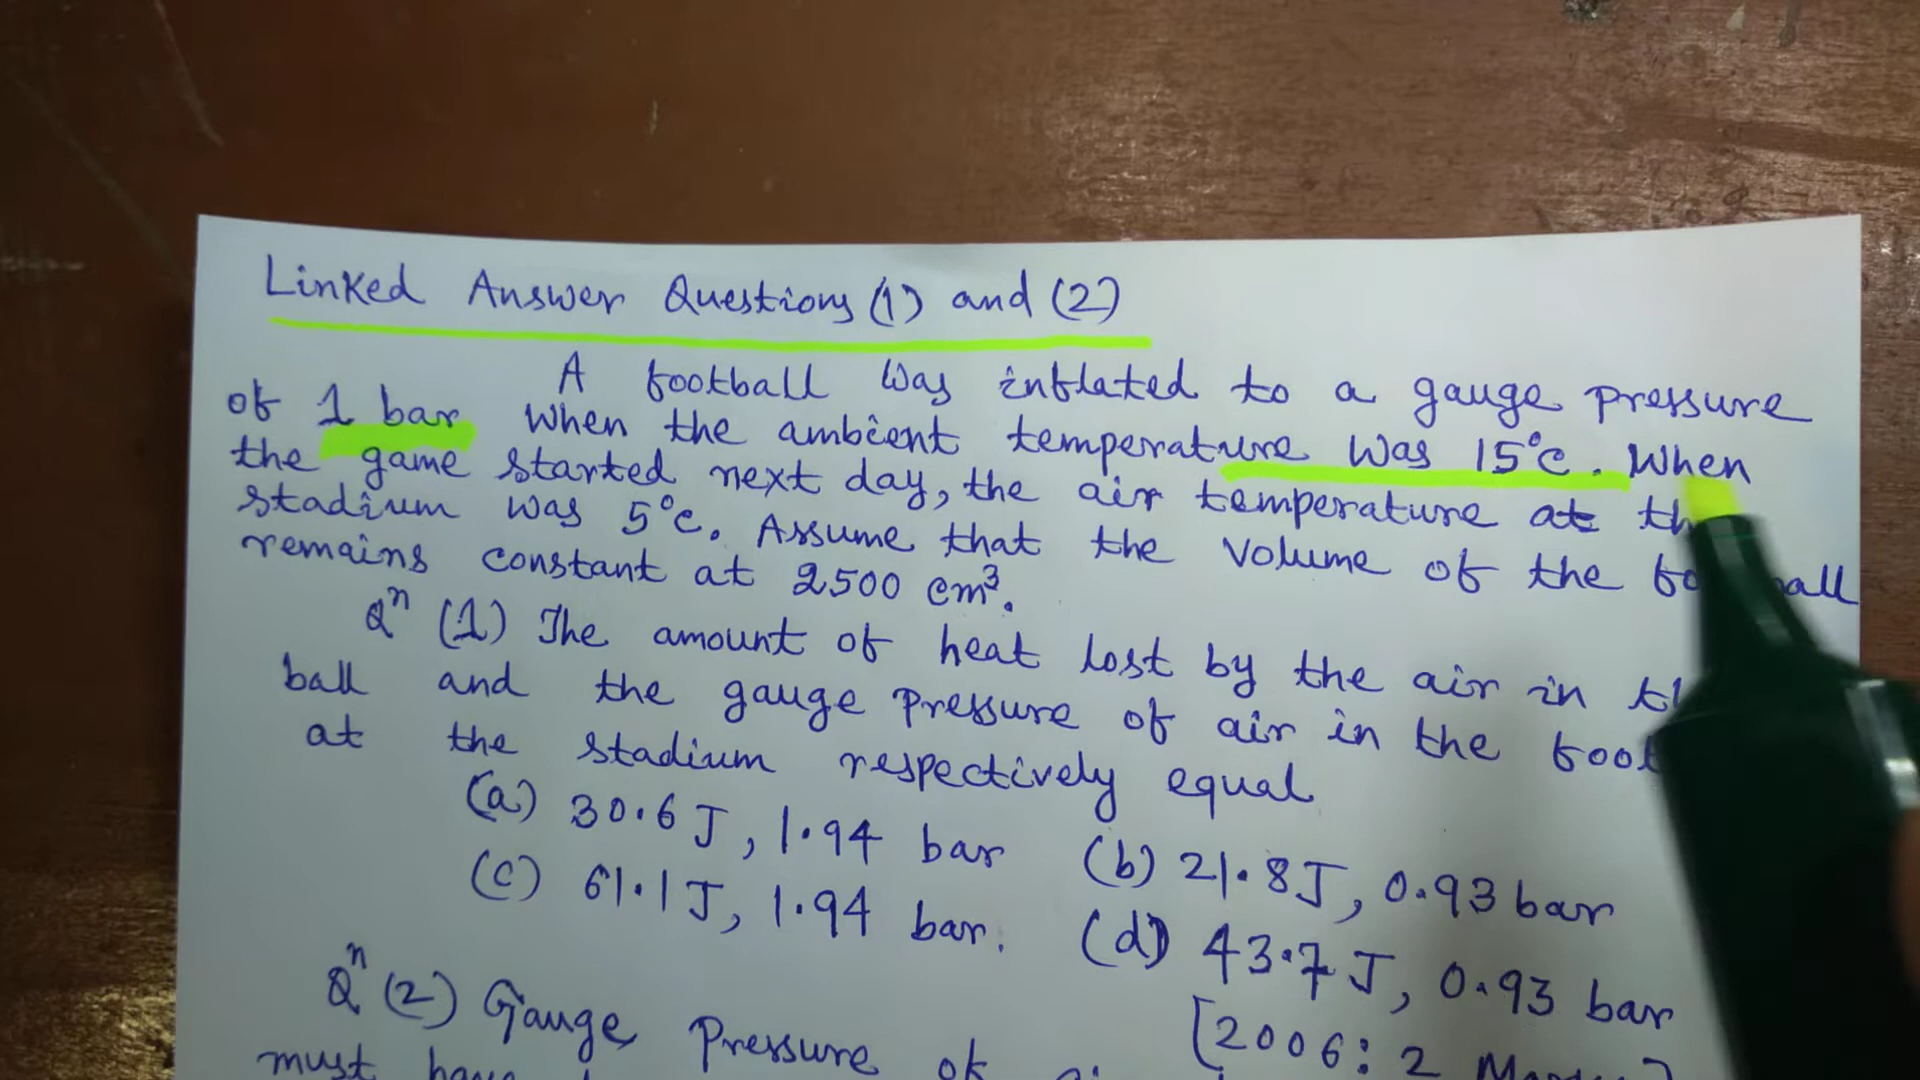 Linked Answer Questions (1) and (2)
A football was inflated to a gauge pressure
of 1 bar when the ambient temperature was 15°C. When
the game started next day, the air temperature at
stadium was 5°C. Assume that the volume of the
remains constant at 2500 cm³.
Qⁿ (1) The amount of heat lost by the air in
ball and the gauge pressure of air in the
at the stadium respectively equal
(a) 30.6 J, 1.94 bar (b) 21.8 J, 0.93 bar
(c) 61.1 J, 1.94 bar. (d) 43.7 J, 0.93 bar
[2006: 2
Qⁿ (2) Gauge pressure of
must have